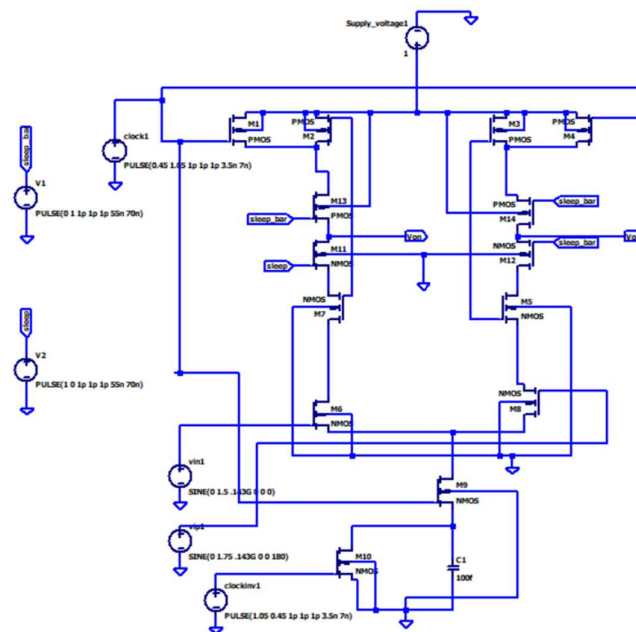 Supply_voltage1
1
M1
PMOS
PMOS
M2
M3
PMOS
PMOS
M4
clock1
PULSE(0.45 1.05 1p 1p 1p 3.5n 7n)
sleep_bar
V1
PULSE(0 1 1p 1p 1p 55n 70n)
M13
PMOS
sleep_bar
Von
M11
NMOS
sleep
NMOS
M7
PMOS
M14
sleep_bar
NMOS
M12
sleep_bar
M5
NMOS
sleep
V2
PULSE(1 0 1p 1p 1p 55n 70n)
M6
NMOS
NMOS
M8
vin1
SINE(0 1.5 .143G 0 0 0)
M9
NMOS
vip1
SINE(0 1.75 .143G 0 0 180)
M10
NMOS
C1
100f
clockinv1
PULSE(1.05 0.45 1p 1p 1p 3.5n 7n)